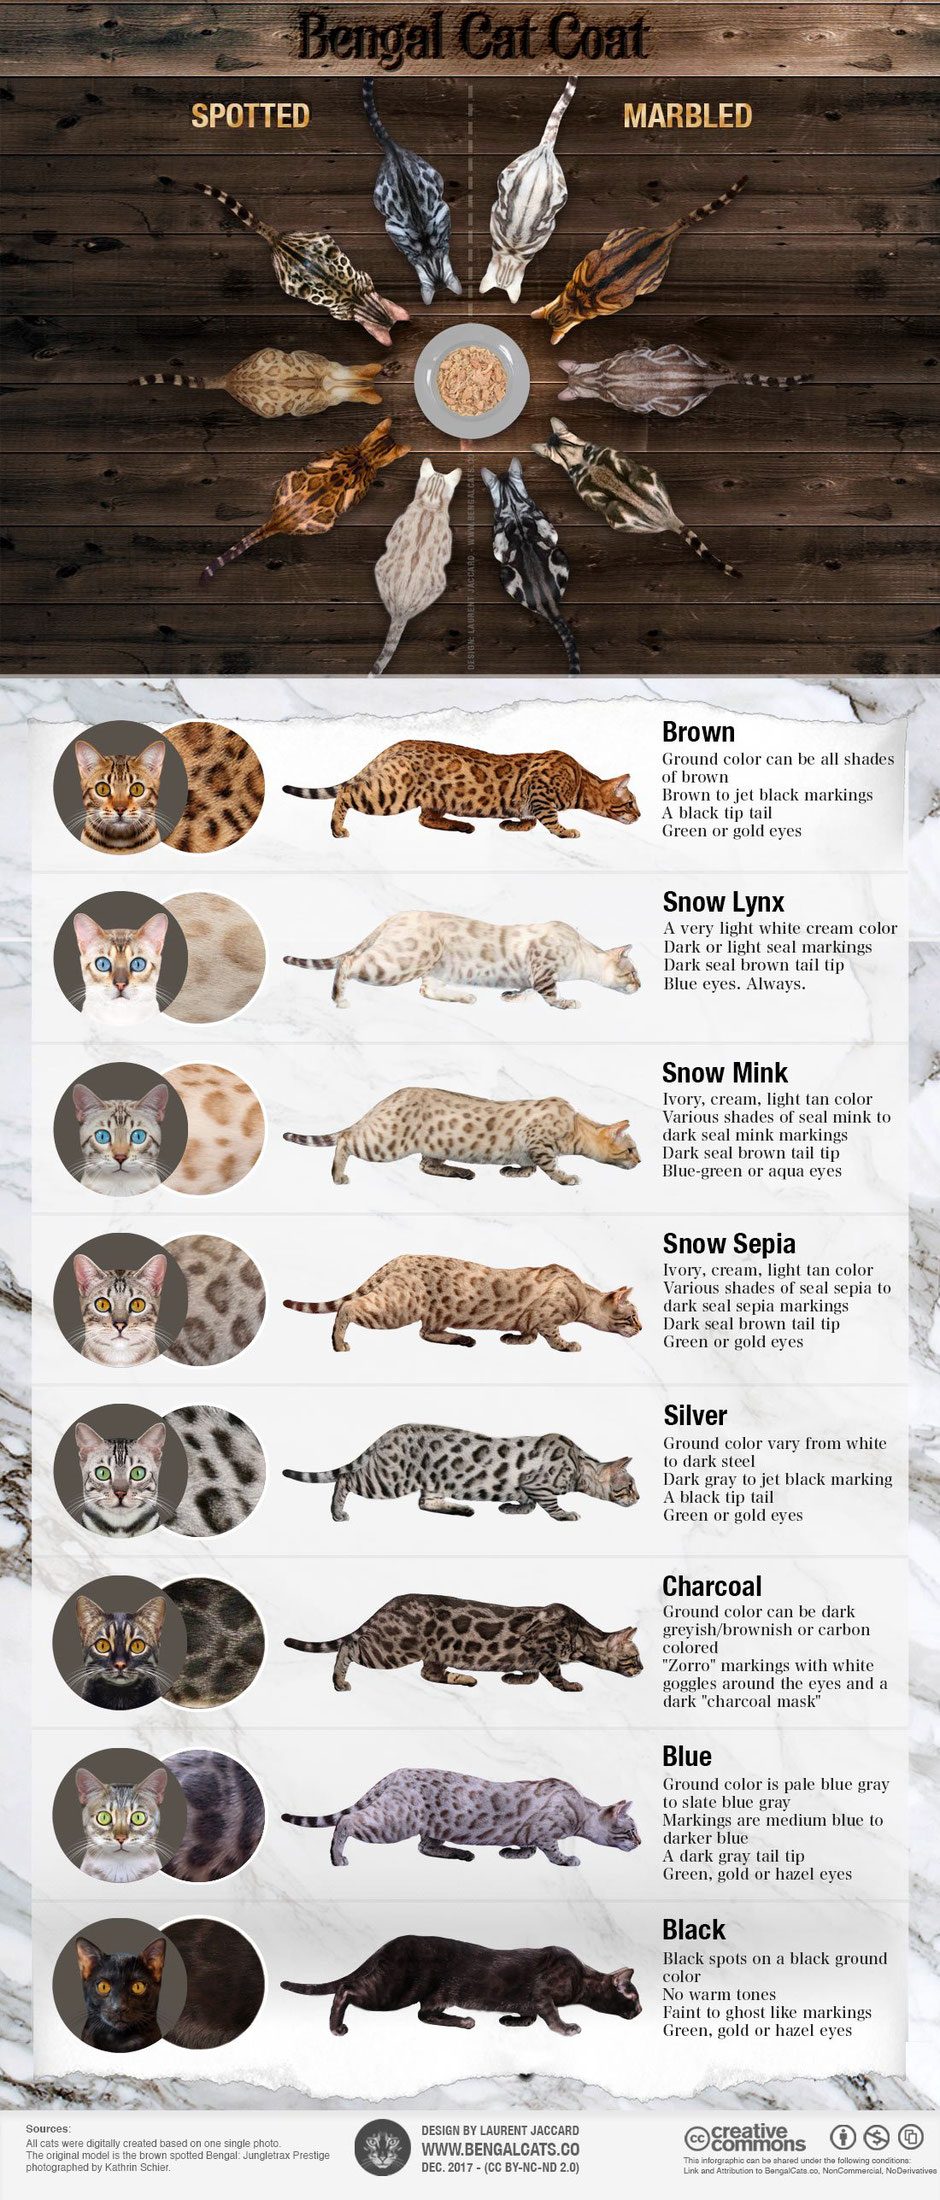 Bengal Cat Coat
SPOTTED
MARBLED
DESIGN: LAURENT JACCARD - WWW.BENGALCATS.CO
Brown
Ground color can be all shades
of brown
Brown to jet black markings
A black tip tail
Green or gold eyes
Snow Lynx
A very light white cream color
Dark or light seal markings
Dark seal brown tail tip
Blue eyes. Always.
Snow Mink
Ivory, cream, light tan color
Various shades of seal mink to
dark seal mink markings
Dark seal brown tail tip
Blue-green or aqua eyes
Snow Sepia
Ivory, cream, light tan color
Various shades of seal sepia to
dark seal sepia markings
Dark seal brown tail tip
Green or gold eyes
Silver
Ground color vary from white
to dark steel
Dark gray to jet black marking
A black tip tail
Green or gold eyes
Charcoal
Ground color can be dark
greyish/brownish or carbon
colored
"Zorro" markings with white
goggles around the eyes and a
dark "charcoal mask"
Blue
Ground color is pale blue gray
to slate blue gray
Markings are medium blue to
darker blue
A dark gray tail tip
Green, gold or hazel eyes
Black
Black spots on a black ground
color
No warm tones
Faint to ghost like markings
Green, gold or hazel eyes
Sources:
All cats were digitally created based on one single photo.
The original model is the brown spotted Bengal: Jungletrax Prestige
photographed by Kathrin Schier.
DESIGN BY LAURENT JACCARD
WWW.BENGALCATS.CO
DEC. 2017 - (CC BY-NC-ND 2.0)
cc creative
commons
This inforgraphic can be shared under the following conditions:
Link and Attribution to BengalCats.co, NonCommercial, NoDerivatives